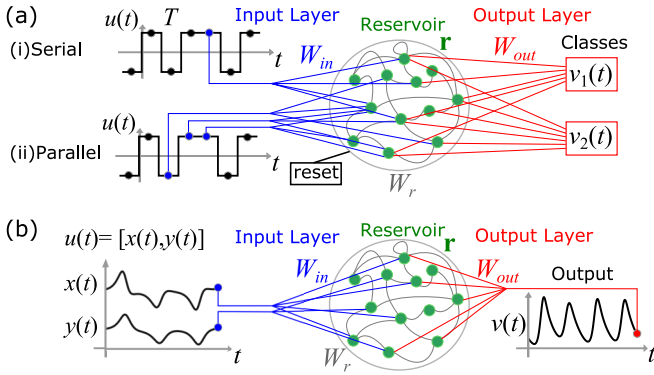 (a)
Input Layer
Reservoir
Output Layer
(i)Serial
u(t)
T
t
W_in
r
W_out
Classes
v_1(t)
(ii)Parallel
u(t)
t
reset
W_r
v_2(t)
(b)
u(t)= [x(t),y(t)]
Input Layer
Reservoir
Output Layer
W_in
r
W_out
Output
x(t)
y(t)
t
W_r
v(t)
t